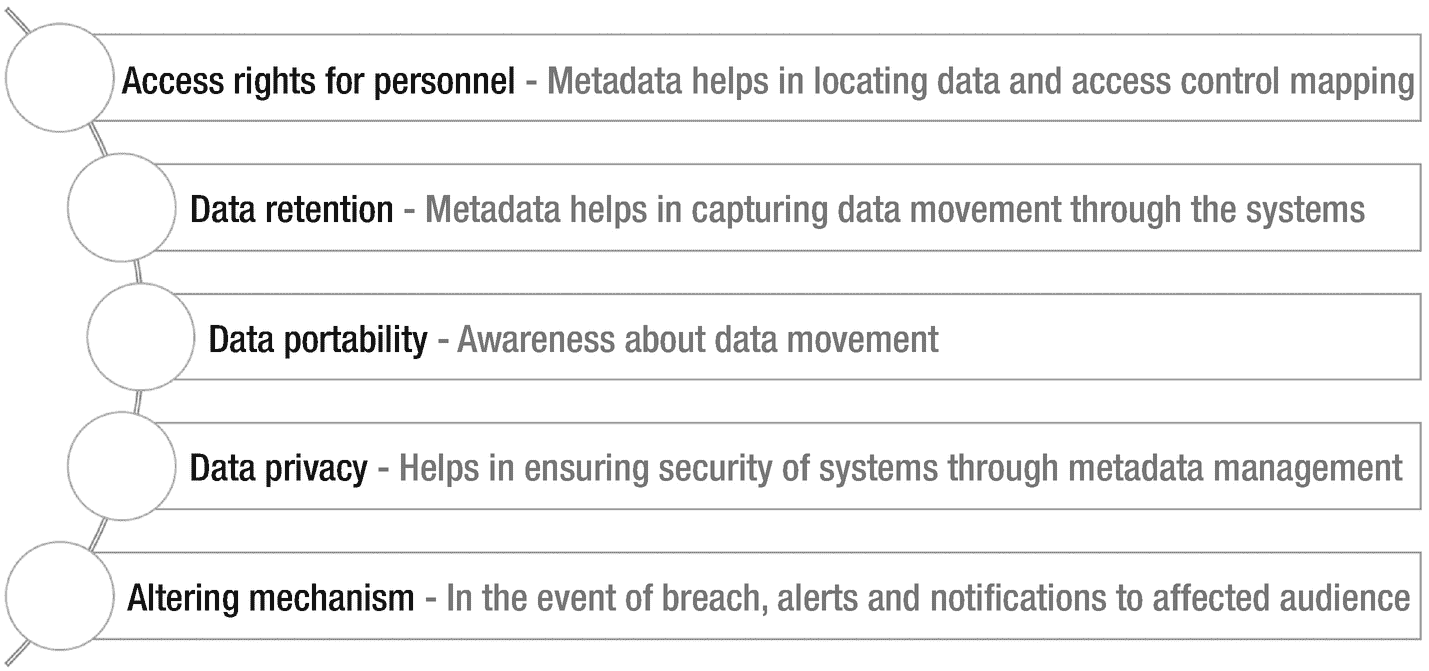 Access rights for personnel - Metadata helps in locating data and access control mapping
Data retention - Metadata helps in capturing data movement through the systems
Data portability - Awareness about data movement
Data privacy - Helps in ensuring security of systems through metadata management
Altering mechanism - In the event of breach, alerts and notifications to affected audience